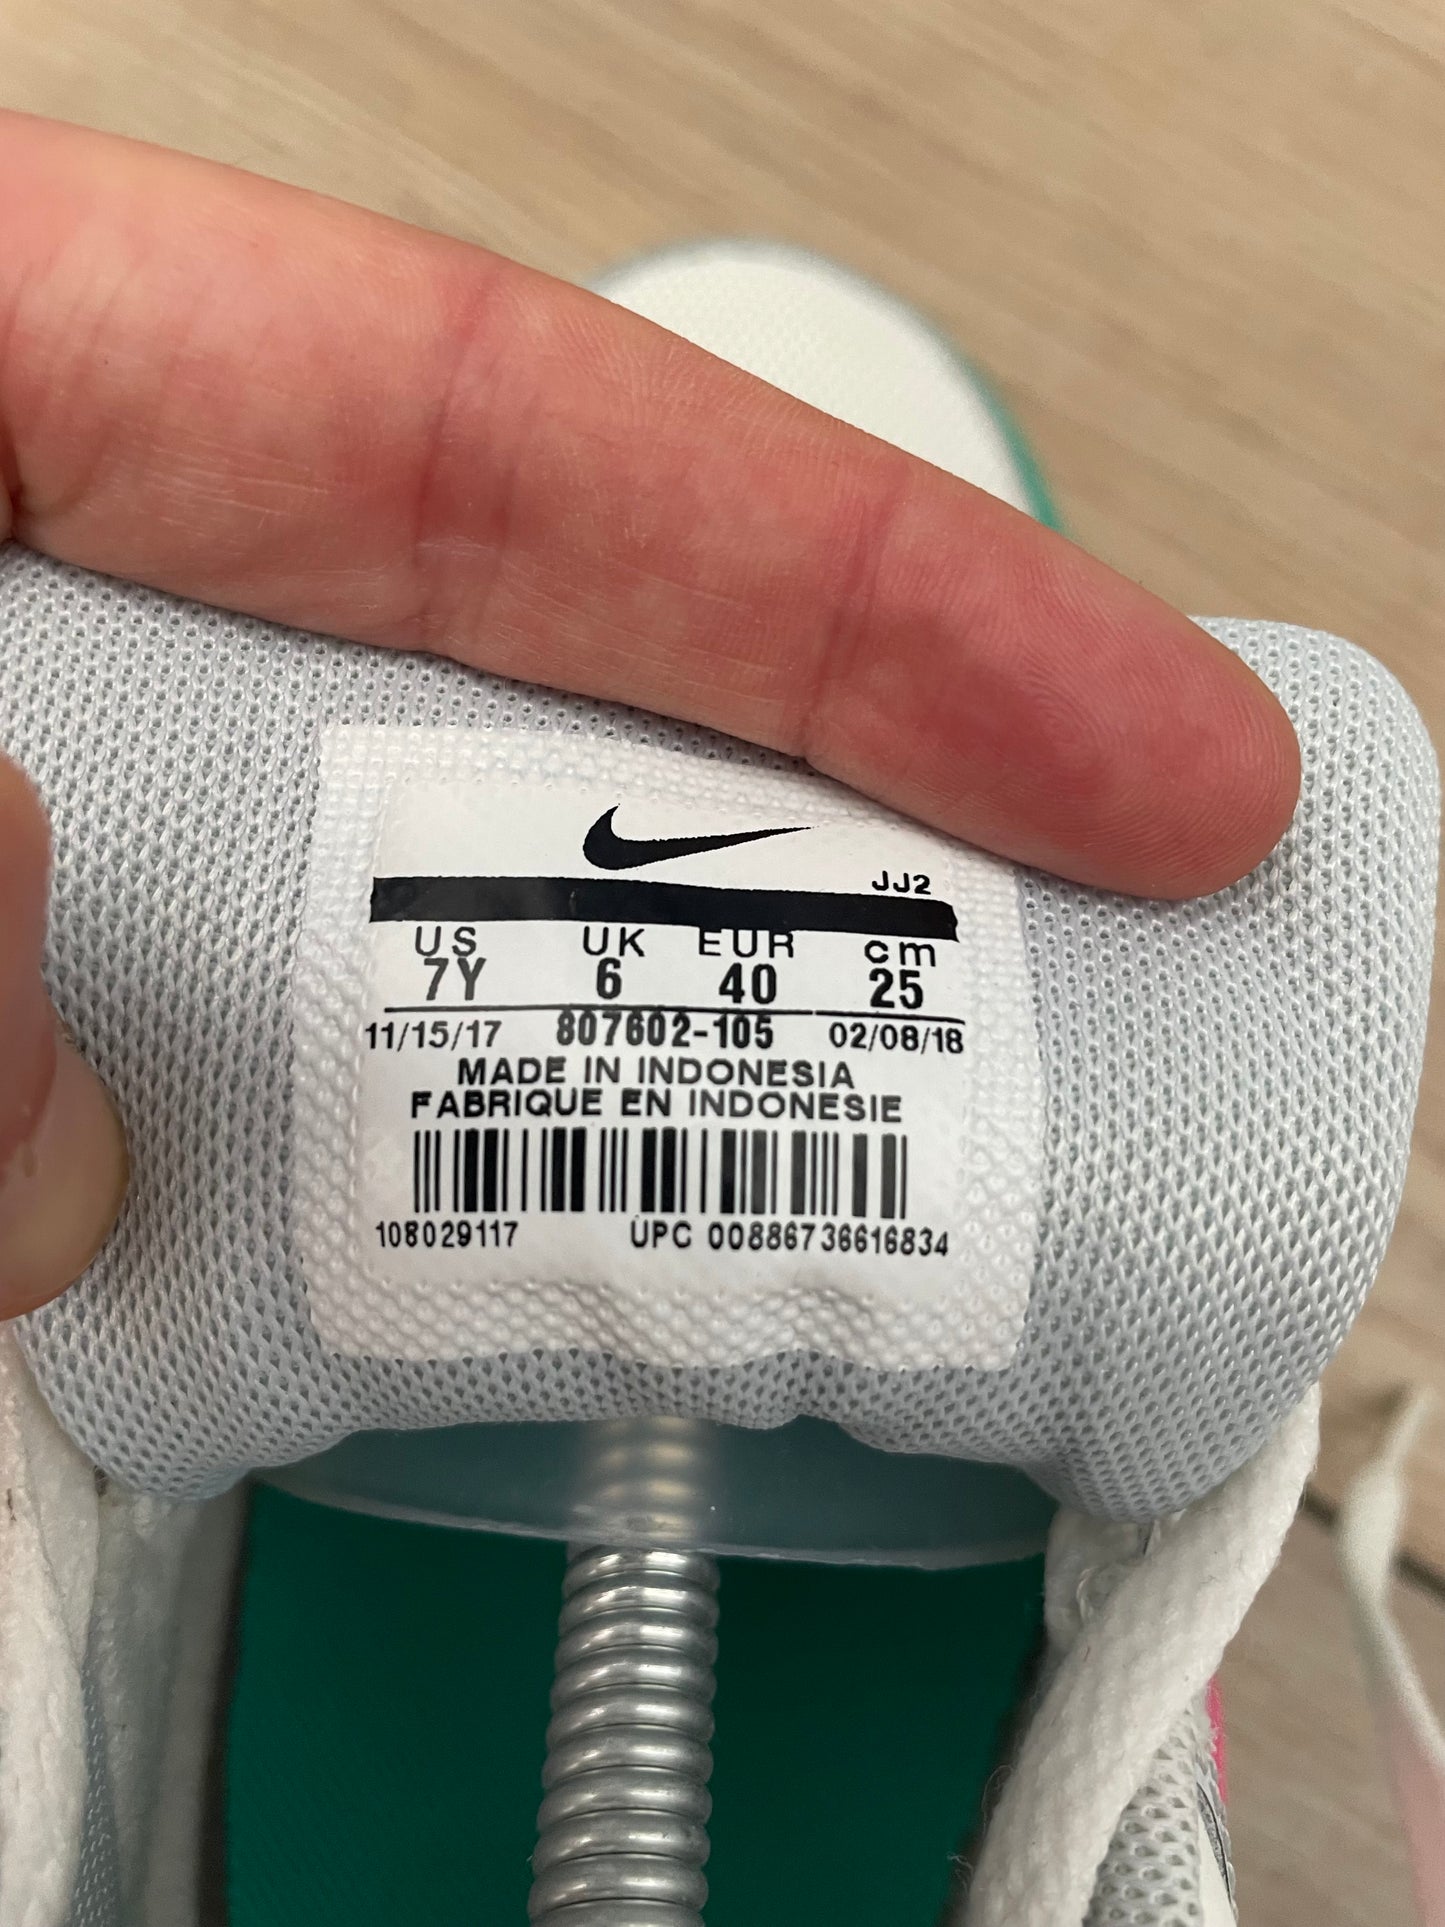 JJ2
US UK EUR cm
7Y 6 40 25
11/15/17 807602-105 02/08/18
MADE IN INDONESIA
FABRIQUE EN INDONESIE
108029117 UPC 00886736616834